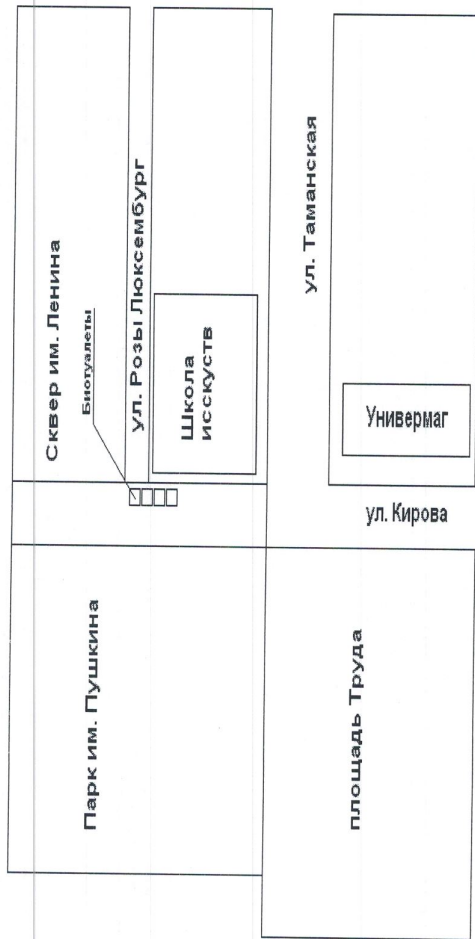 Сквер им. Ленина
Биотуалеты
ул. Розы Люксембург
Школа
исскуств
ул. Таманская
Универмаг
ул. Кирова
Парк им. Пушкина
площадь Труда